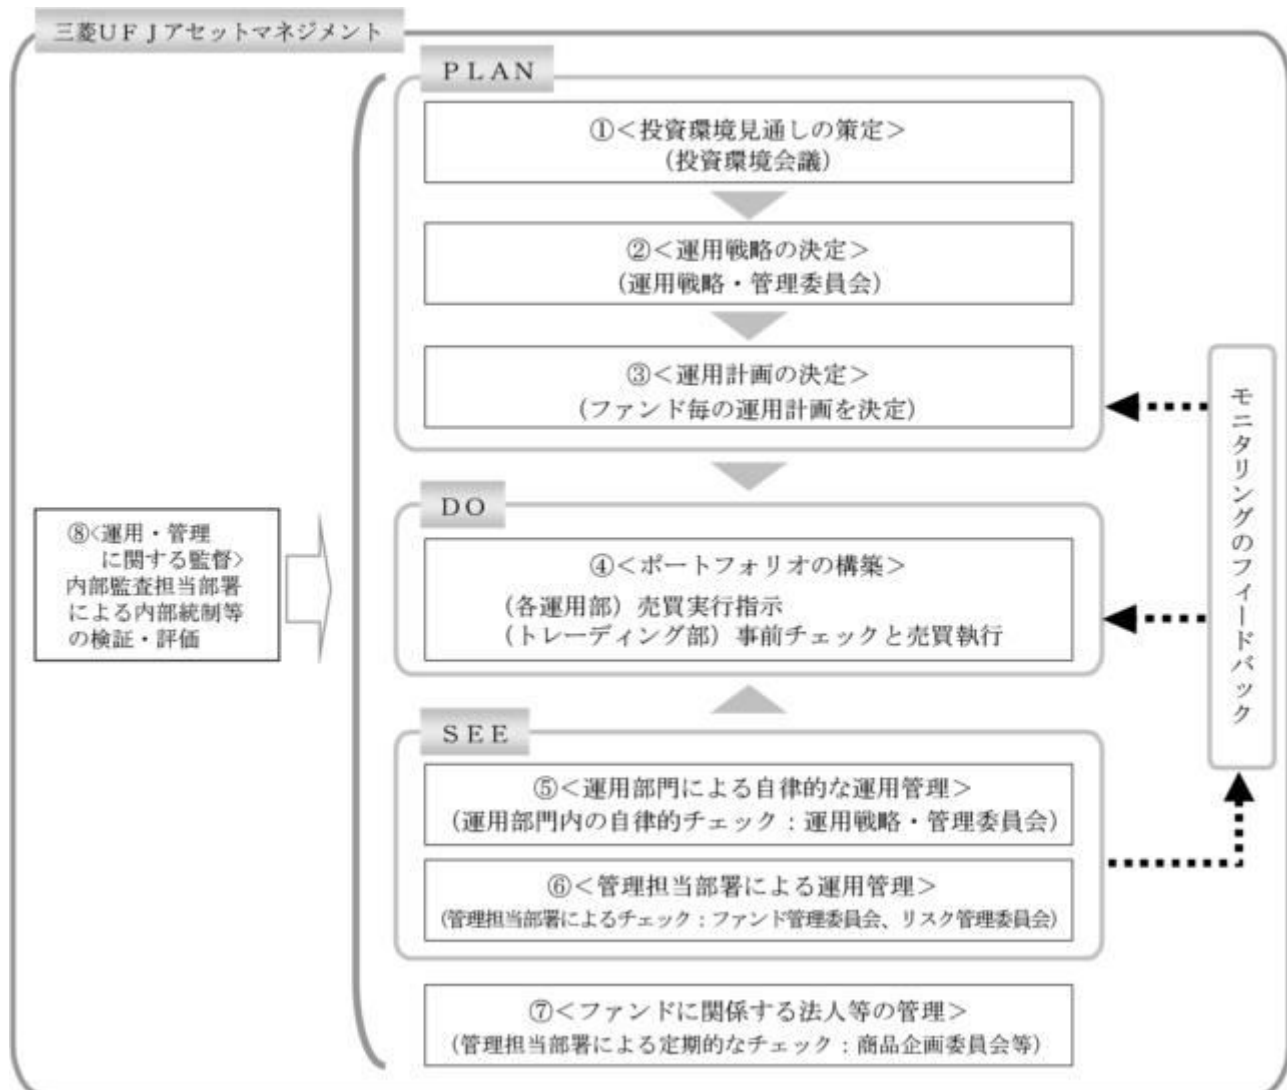 三菱UFJアセットマネジメント
PLAN
①<投資環境見通しの策定>
(投資環境会議)
②<運用戦略の決定>
(運用戦略・管理委員会)
③<運用計画の決定>
(ファンド毎の運用計画を決定)
DO
④<ポートフォリオの構築>
(各運用部)売買実行指示
(トレーディング部)事前チェックと売買執行
SEE
⑤<運用部門による自律的な運用管理>
(運用部門内の自律的チェック:運用戦略・管理委員会)
⑥<管理担当部署による運用管理>
(管理担当部署によるチェック:ファンド管理委員会、リスク管理委員会)
⑦<ファンドに関係する法人等の管理>
(管理担当部署による定期的なチェック:商品企画委員会等)
⑧<運用・管理
に関する監督>
内部監査担当部署
による内部統制等
の検証・評価
モニタリングのフィードバック